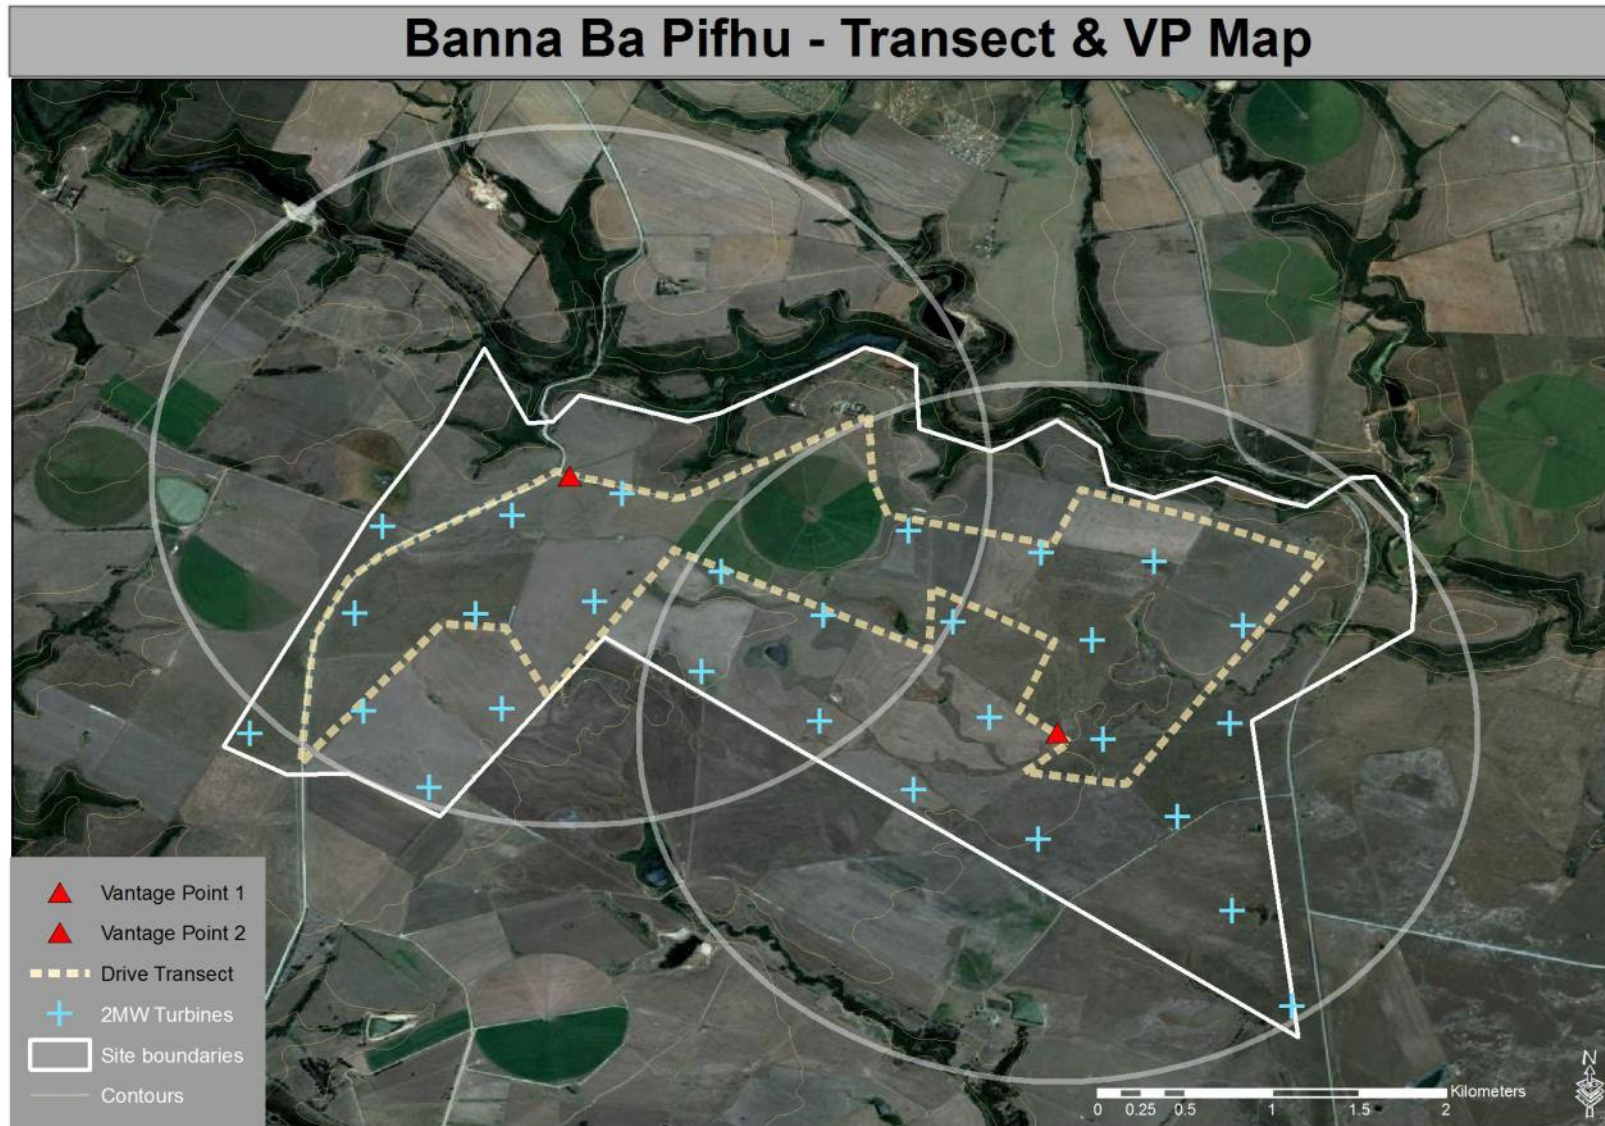 Banna Ba Pifhu - Transect & VP Map
Vantage Point 1
Vantage Point 2
Drive Transect
2MW Turbines
Site boundaries
Contours
N
Kilometers
0 0.25 0.5 1 1.5 2